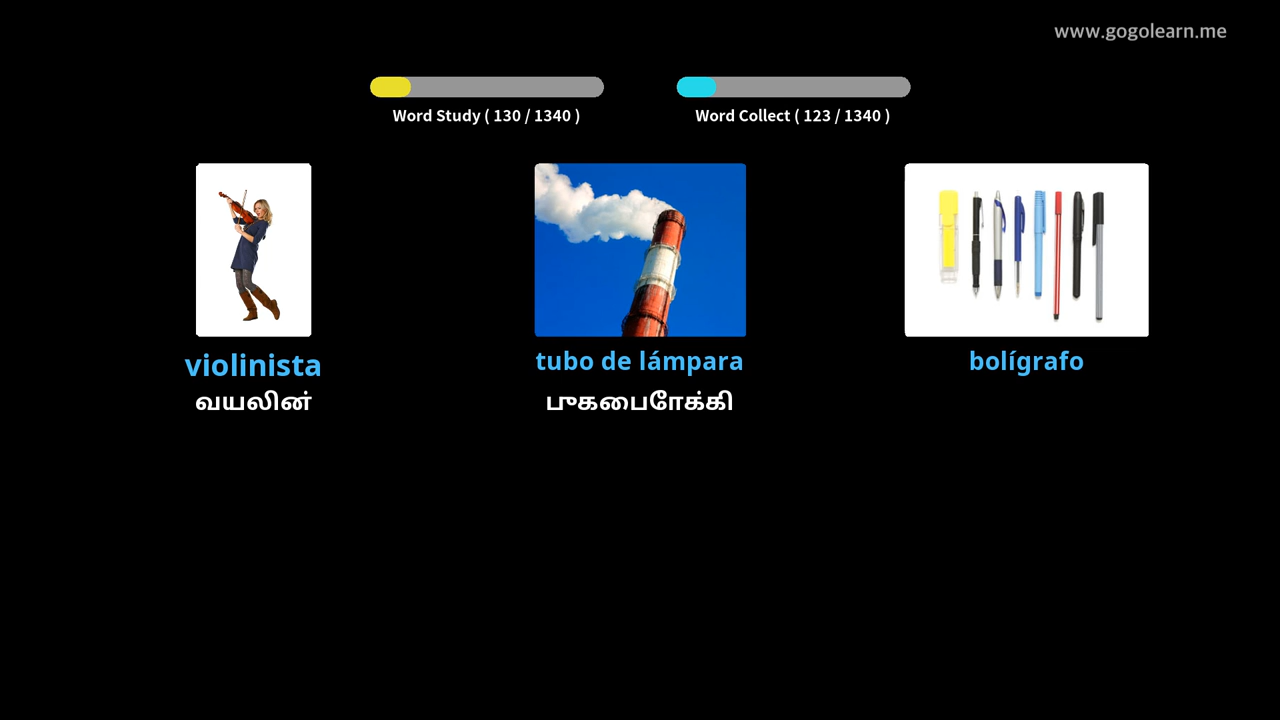 www.gogolearn.me
Word Study ( 130 / 1340 )
Word Collect ( 123 / 1340 )
violinista
வயலின்
tubo de lámpara
புகைபோக்கி
bolígrafo